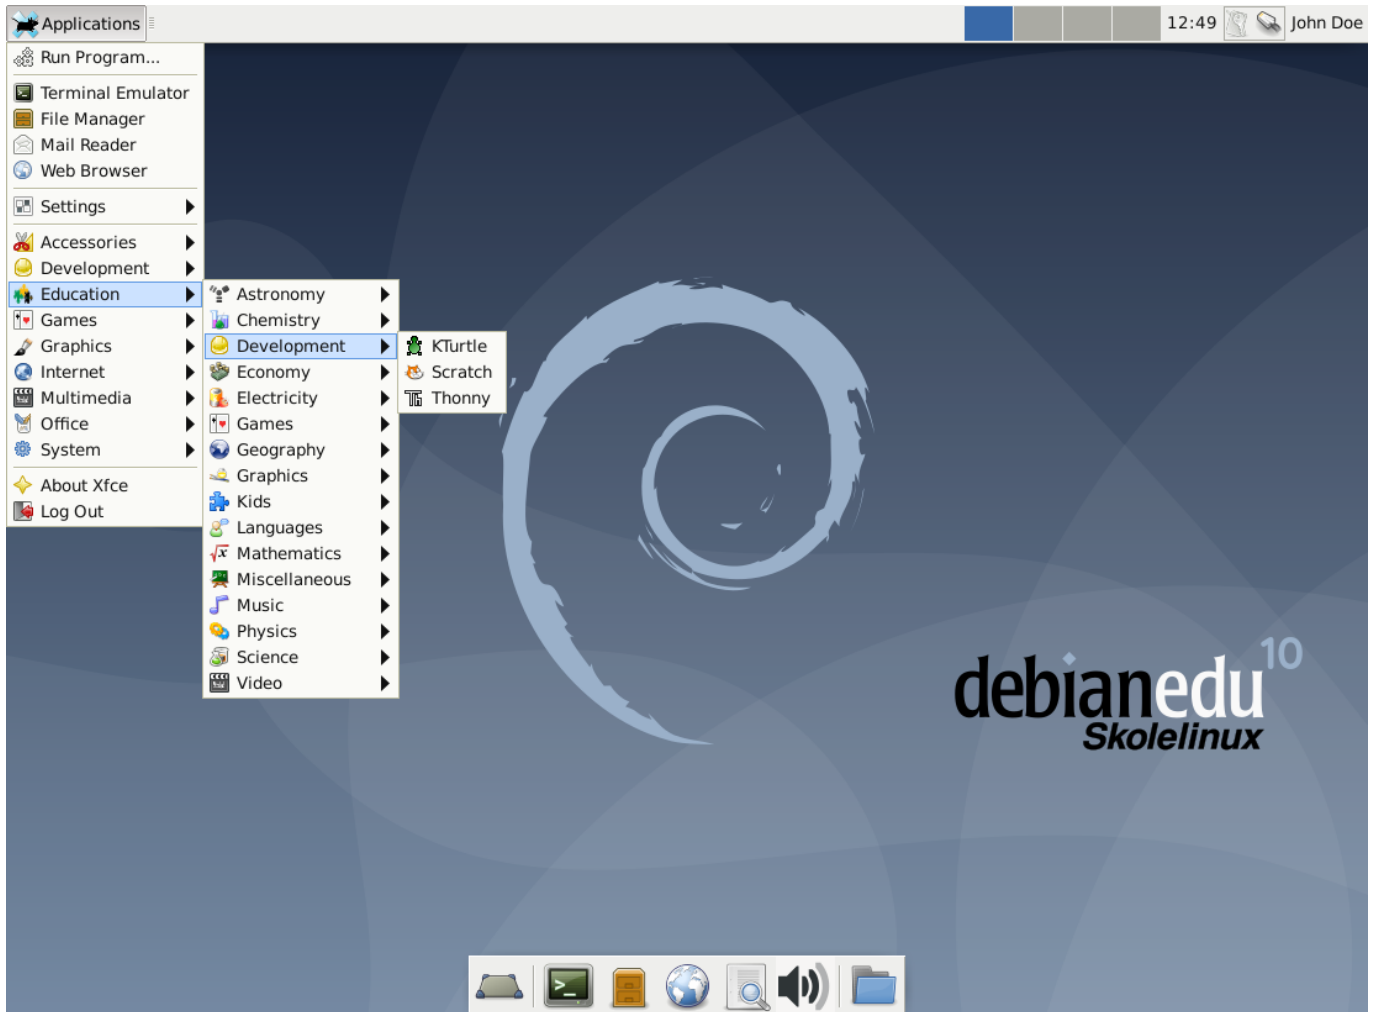 Applications
12:49
John Doe
Run Program...
Terminal Emulator
File Manager
Mail Reader
Web Browser
Settings
Accessories
Development
Education
Games
Graphics
Internet
Multimedia
Office
System
About Xfce
Log Out
Astronomy
Chemistry
Development
Economy
Electricity
Games
Geography
Graphics
Kids
Languages
Mathematics
Miscellaneous
Music
Physics
Science
Video
KTurtle
Scratch
Thonny
debianedu 10
Skolelinux